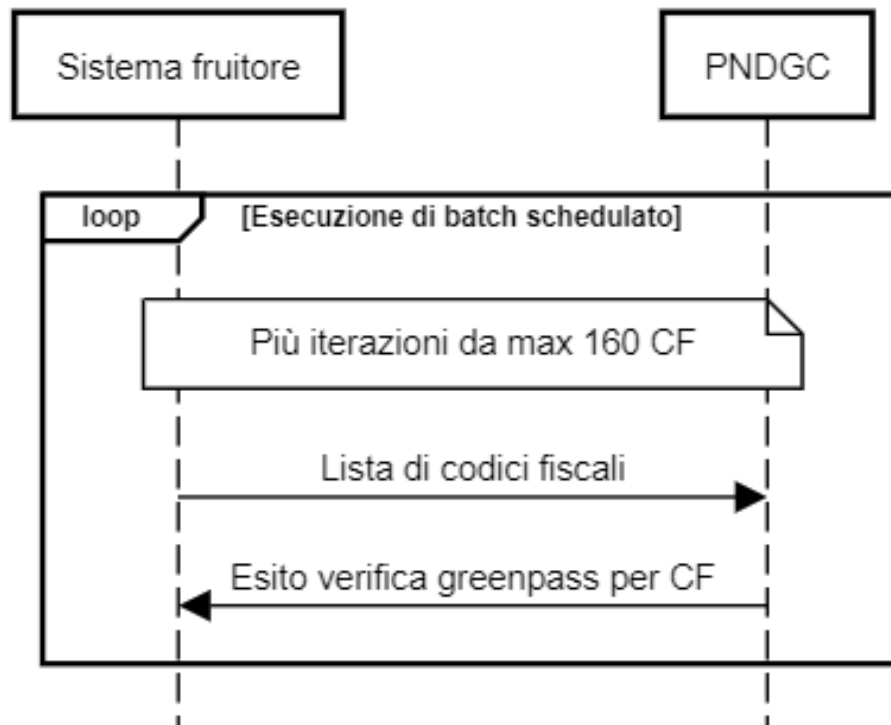 Sistema fruitore
PNDGC
loop
[Esecuzione di batch schedulato]
Più iterazioni da max 160 CF
Lista di codici fiscali
Esito verifica greenpass per CF